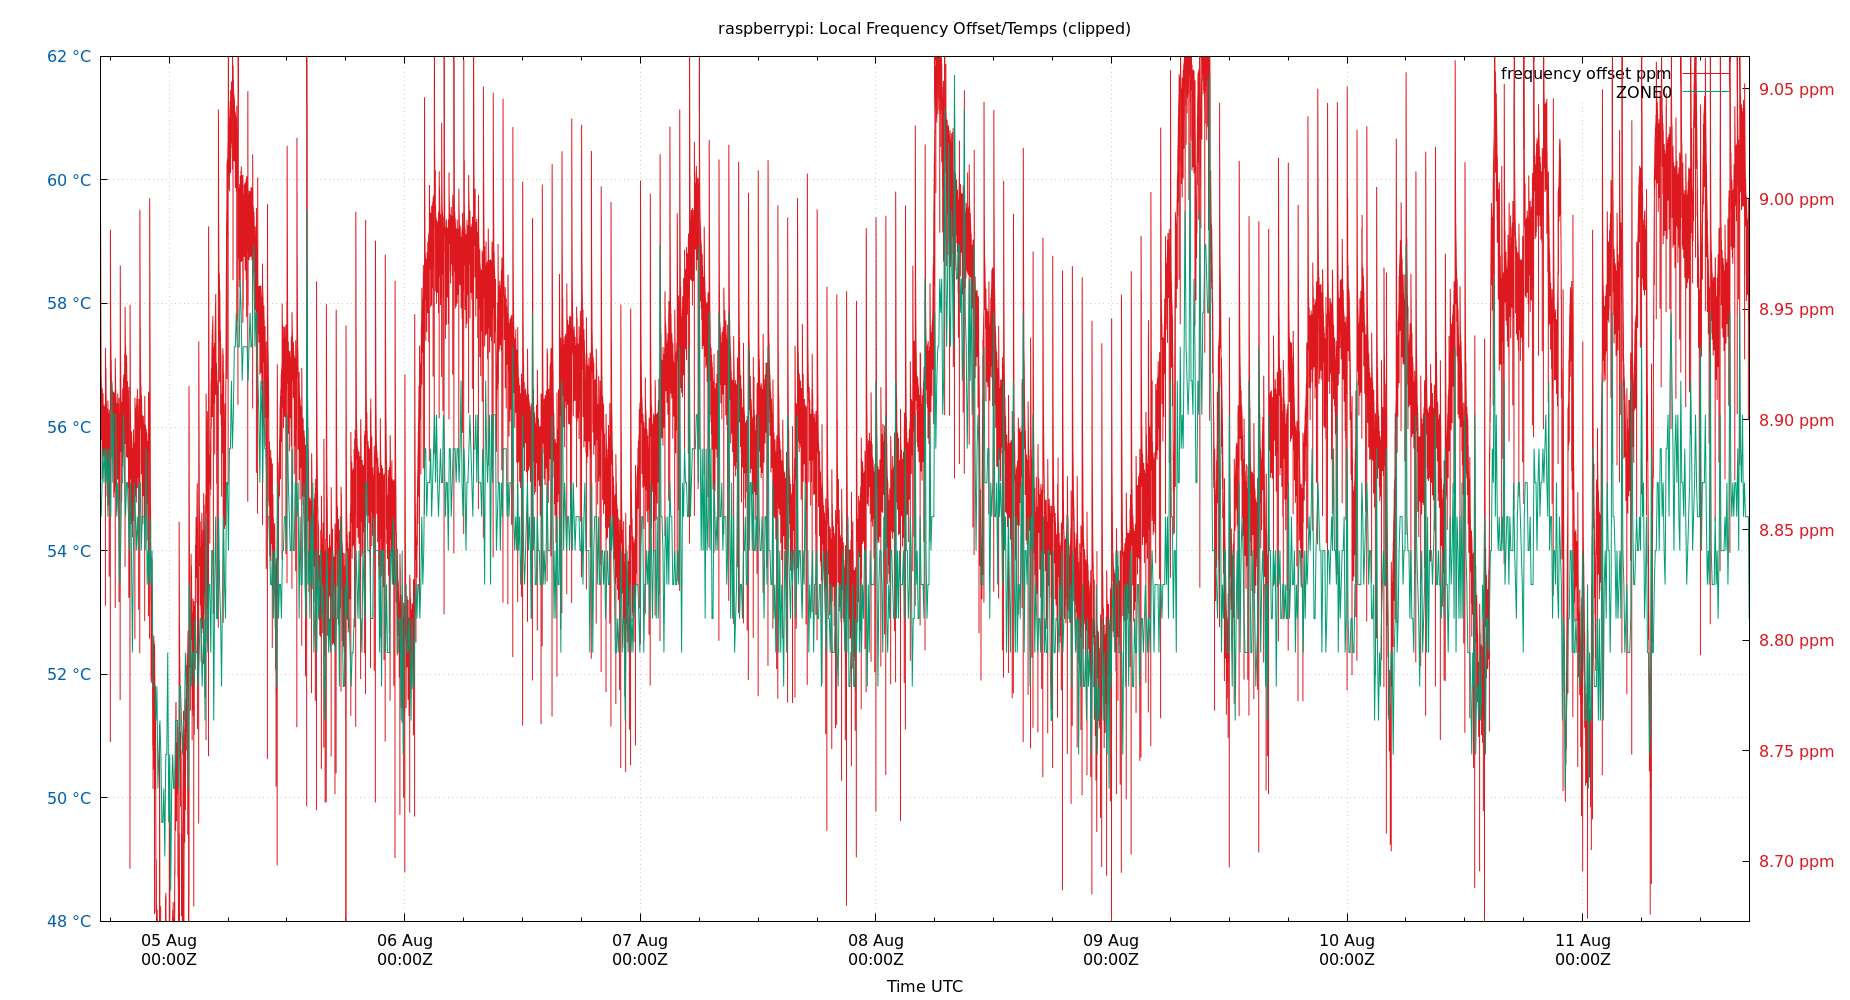 raspberrypi: Local Frequency Offset/Temps (clipped)
frequency offset ppm
ZONE0
62 °C
60 °C
58 °C
56 °C
54 °C
52 °C
50 °C
48 °C
9.05 ppm
9.00 ppm
8.95 ppm
8.90 ppm
8.85 ppm
8.80 ppm
8.75 ppm
8.70 ppm
05 Aug
00:00Z
06 Aug
00:00Z
07 Aug
00:00Z
08 Aug
00:00Z
09 Aug
00:00Z
10 Aug
00:00Z
11 Aug
00:00Z
Time UTC